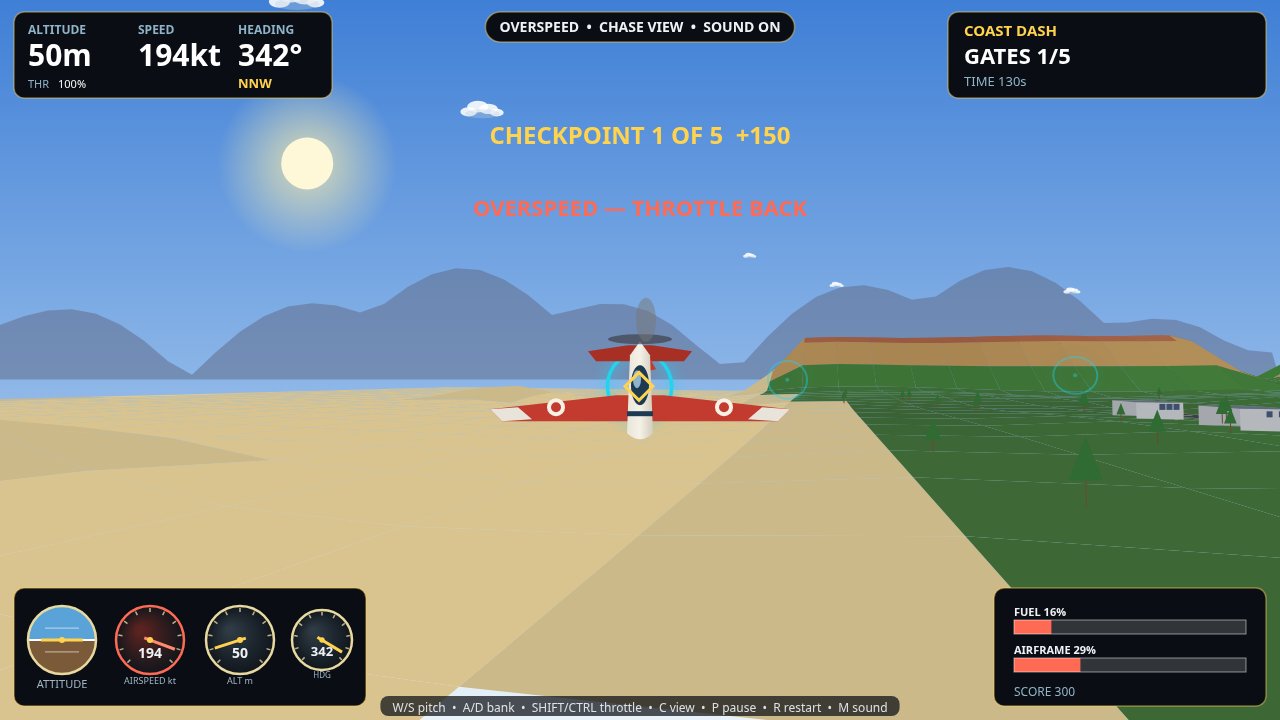 ALTITUDE SPEED HEADING
50m 194kt 342°
THR 100% NNW
OVERSPEED • CHASE VIEW • SOUND ON
COAST DASH
GATES 1/5
TIME 130s
CHECKPOINT 1 OF 5 +150
OVERSPEED — THROTTLE BACK
194 50 342
ATTITUDE AIRSPEED kt ALT m HDG
FUEL 16%
AIRFRAME 29%
SCORE 300
W/S pitch • A/D bank • SHIFT/CTRL throttle • C view • P pause • R restart • M sound